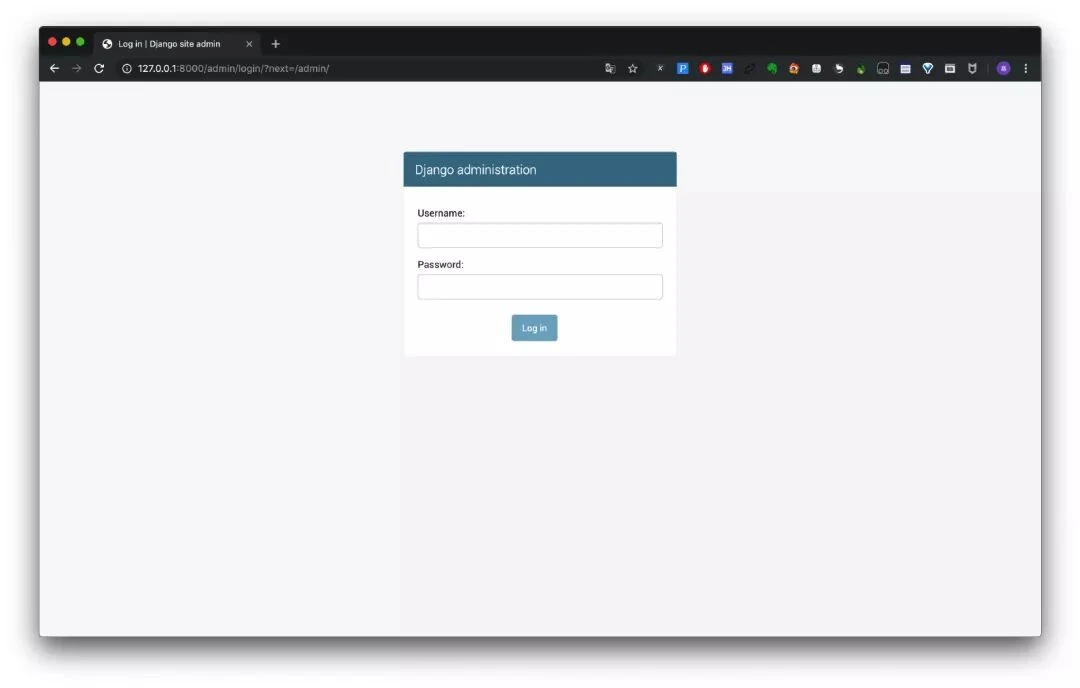 Log in | Django site admin
127.0.0.1:8000/admin/login/?next=/admin/
Django administration
Username:
Password:
Log in